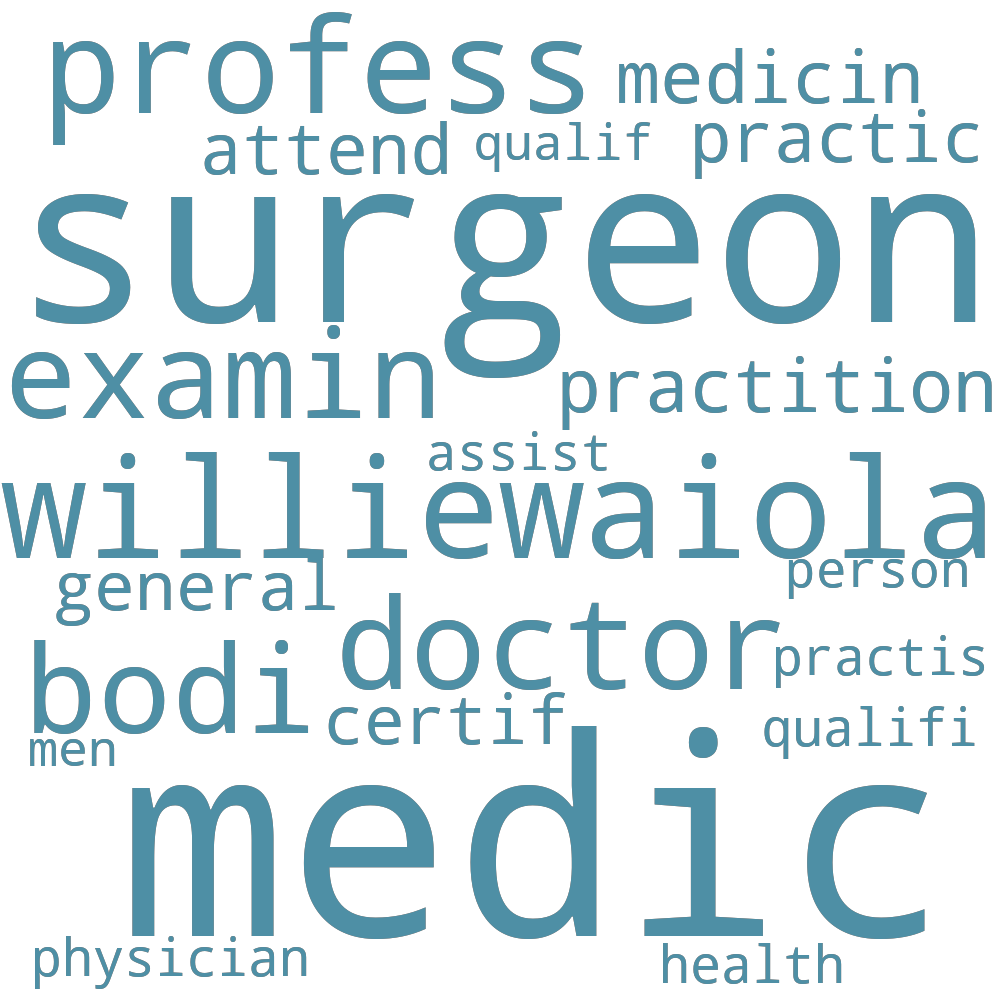 profess
medicin
attend qualif practic
surgeon
examin
practition
assist
williewaiola
general
person
doctor
bodi
practis
certif
qualifi
men
medic
physician
health